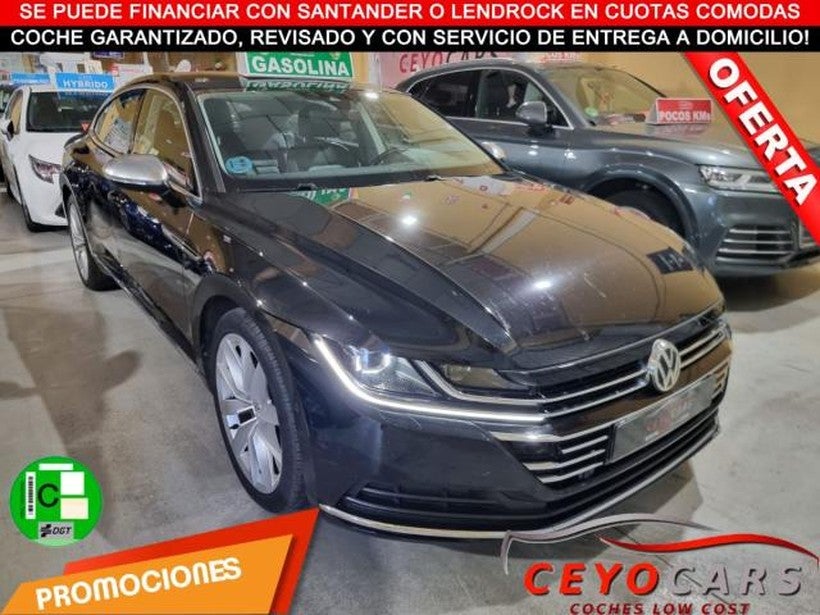 SE PUEDE FINANCIAR CON SANTANDER O LENDROCK EN CUOTAS COMODAS
COCHE GARANTIZADO, REVISADO Y CON SERVICIO DE ENTREGA A DOMICILIO!
GASOLINA
CEYOCARS
HYBRIDO
POCOS KMs
OFERTA
C
DGT
PROMOCIONES
CEYOCARS
COCHES LOW COST